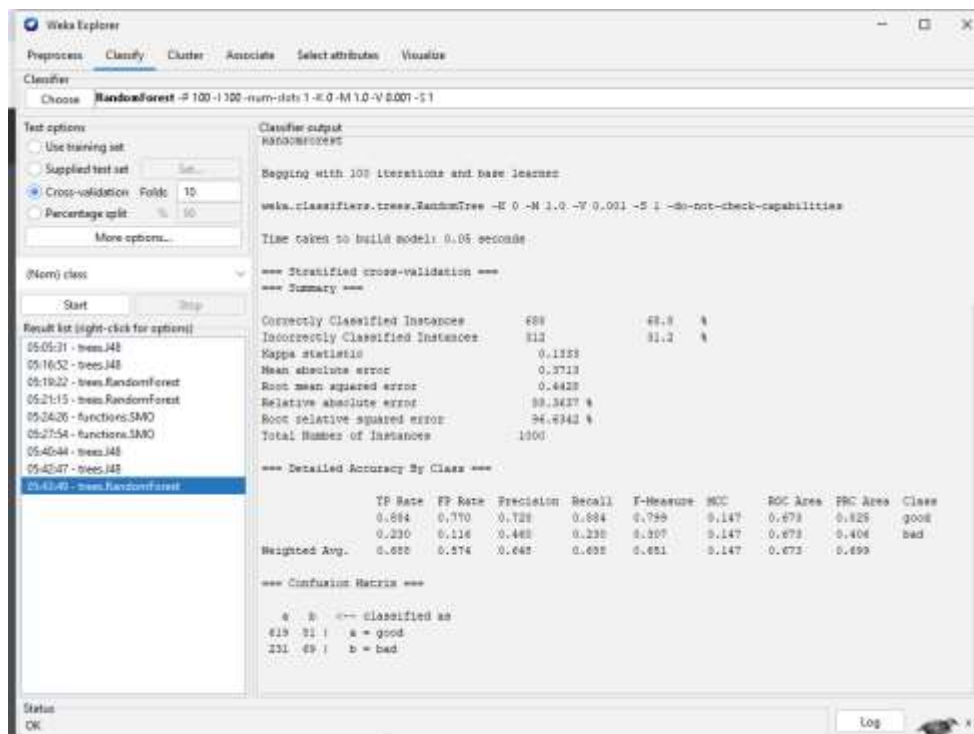 Weka Explorer
Preprocess Classify Cluster Associate Select attributes Visualize
Classifier
Choose RandomForest -P 100 -I 100 -num-slots 1 -K 0 -M 1.0 -V 0.001 -S 1
Test options
Use training set
Supplied test set Set...
Cross-validation Folds 10
Percentage split %
More options...
(Nom) class
Start Stop
Result list (right-click for options)
05:05:31 - trees.J48
05:16:52 - trees.J48
05:19:22 - trees.RandomForest
05:21:15 - trees.RandomForest
05:24:26 - functions.SMO
05:27:54 - functions.SMO
05:40:44 - trees.J48
05:42:47 - trees.J48
05:43:49 - trees.RandomForest
Classifier output
RandomForest
Bagging with 100 iterations and base learner
weka.classifiers.trees.RandomTree -K 0 -M 1.0 -V 0.001 -S 1 -do-not-check-capabilities
Time taken to build model: 0.05 seconds
=== Stratified cross-validation ===
=== Summary ===
Correctly Classified Instances 688 68.8 %
Incorrectly Classified Instances 312 31.2 %
Kappa statistic 0.1333
Mean absolute error 0.3713
Root mean squared error 0.4428
Relative absolute error 88.3637 %
Root relative squared error 96.6342 %
Total Number of Instances 1000
=== Detailed Accuracy By Class ===
TP Rate FP Rate Precision Recall F-Measure MCC ROC Area PRC Area Class
0.884 0.770 0.728 0.884 0.799 0.147 0.673 0.825 good
0.230 0.116 0.460 0.230 0.307 0.147 0.673 0.406 bad
Weighted Avg. 0.688 0.574 0.648 0.688 0.651 0.147 0.673 0.699
=== Confusion Matrix ===
a b <-- classified as
619 81 | a = good
231 69 | b = bad
Status
OK
Log
x